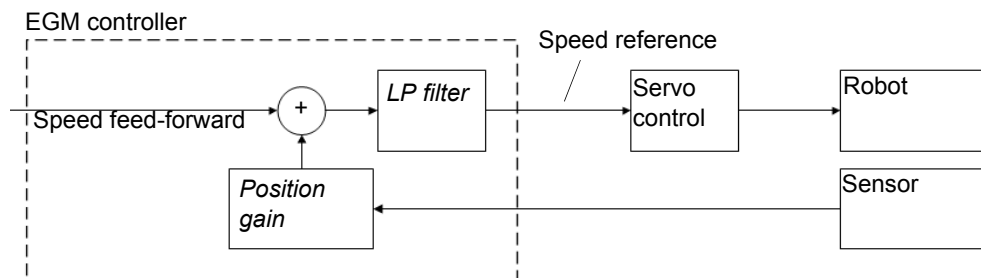 EGM controller
Speed reference
LP filter
Servo
control
Robot
+
Speed feed-forward
Position
gain
Sensor